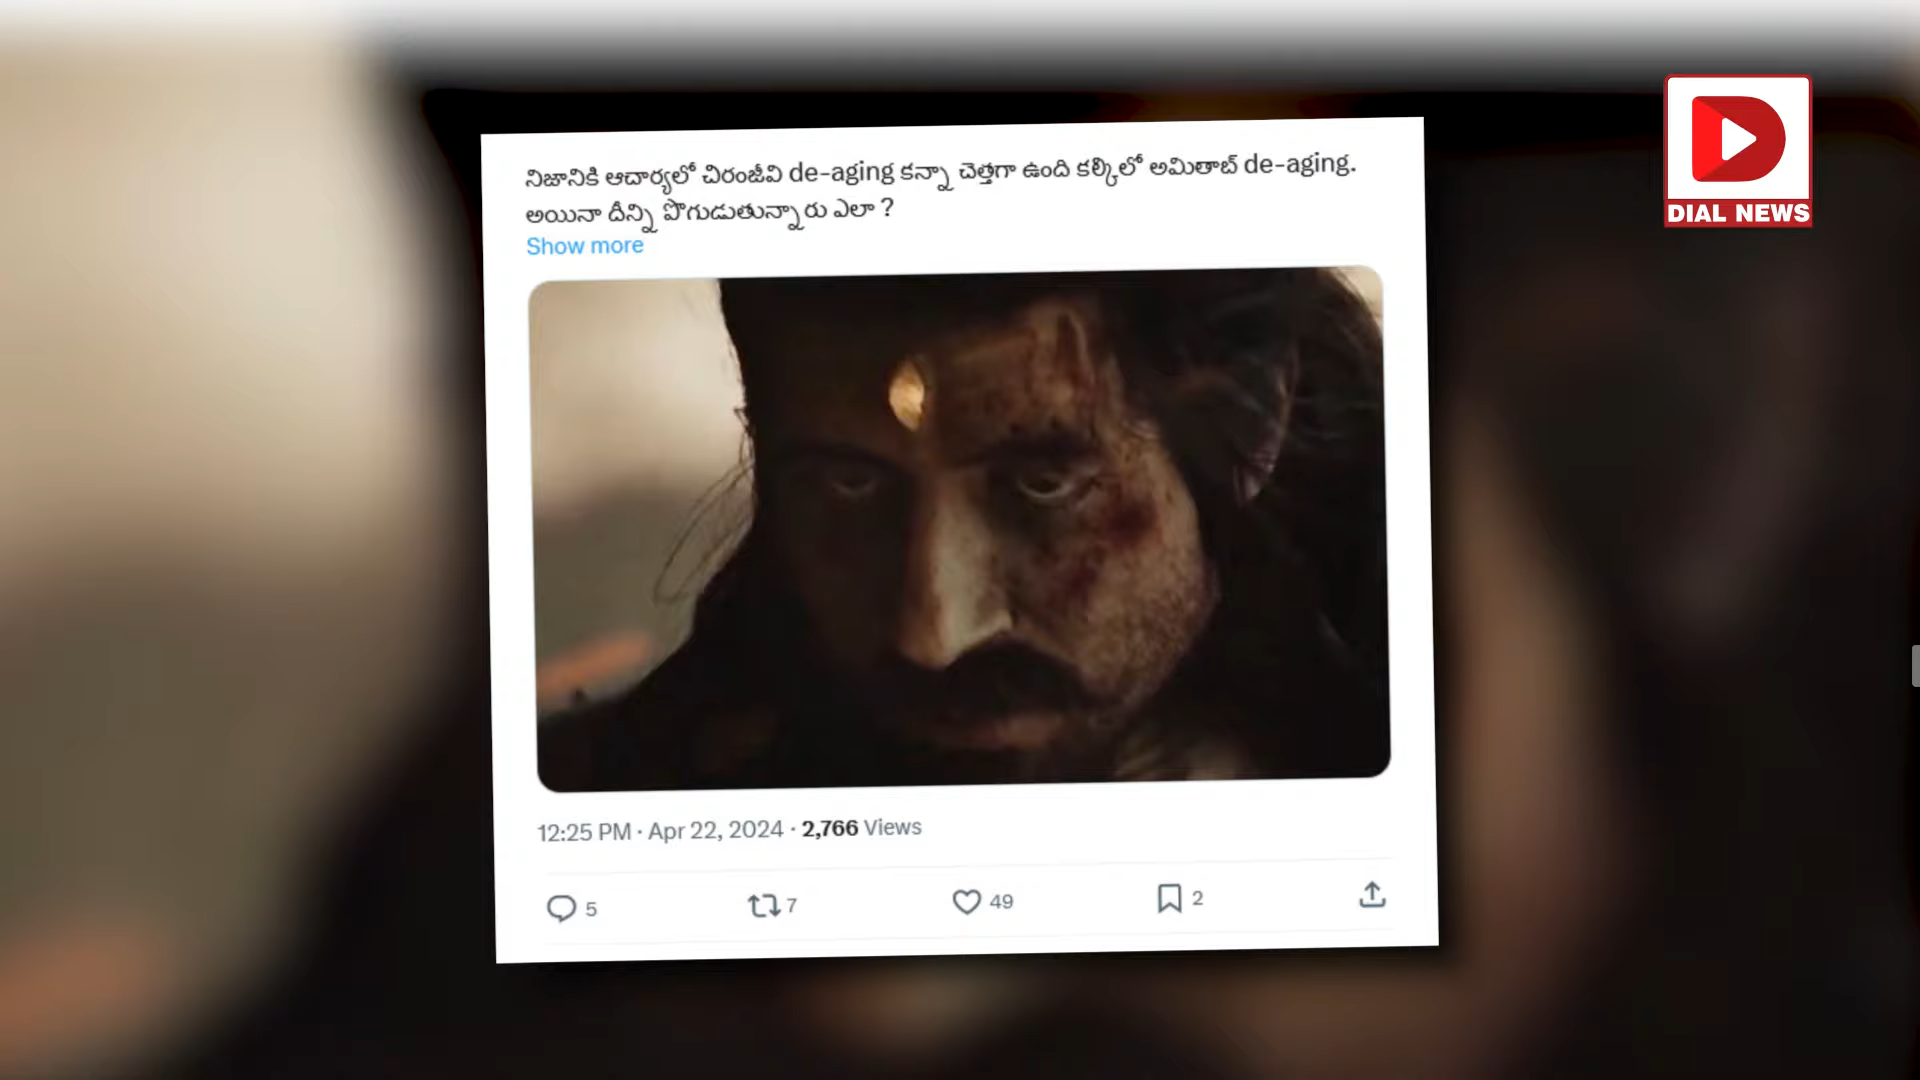 నిజానికి ఆచార్యలో చిరంజీవి de-aging కన్నా చెత్తగా ఉంది కల్కిలో అమితాబ్ de-aging.
అయినా దీన్ని పొగుడుతున్నారు ఎలా ?
Show more
12:25 PM · Apr 22, 2024 · 2,766 Views
5 7 49 2
DIAL NEWS